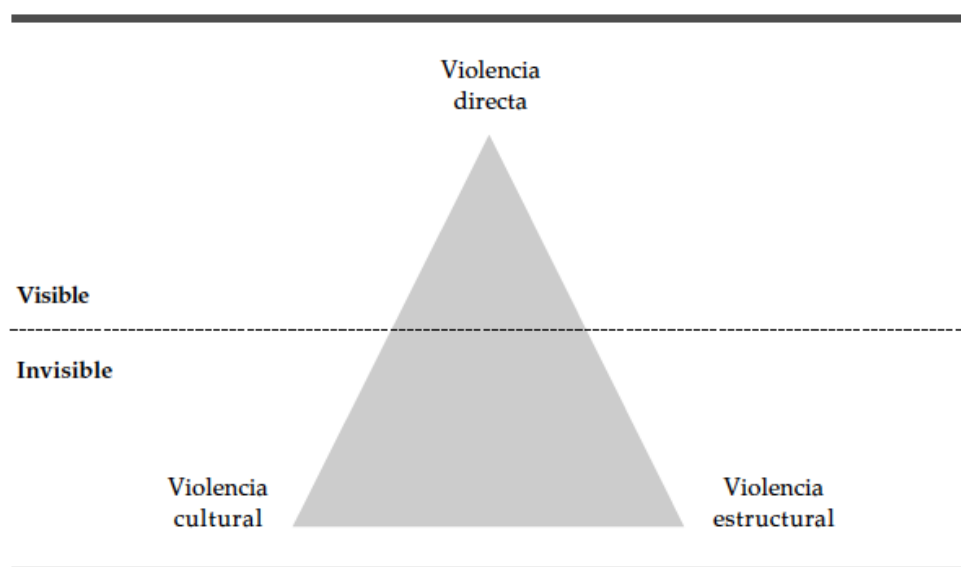 Violencia
directa
Visible
Invisible
Violencia
cultural
Violencia
estructural